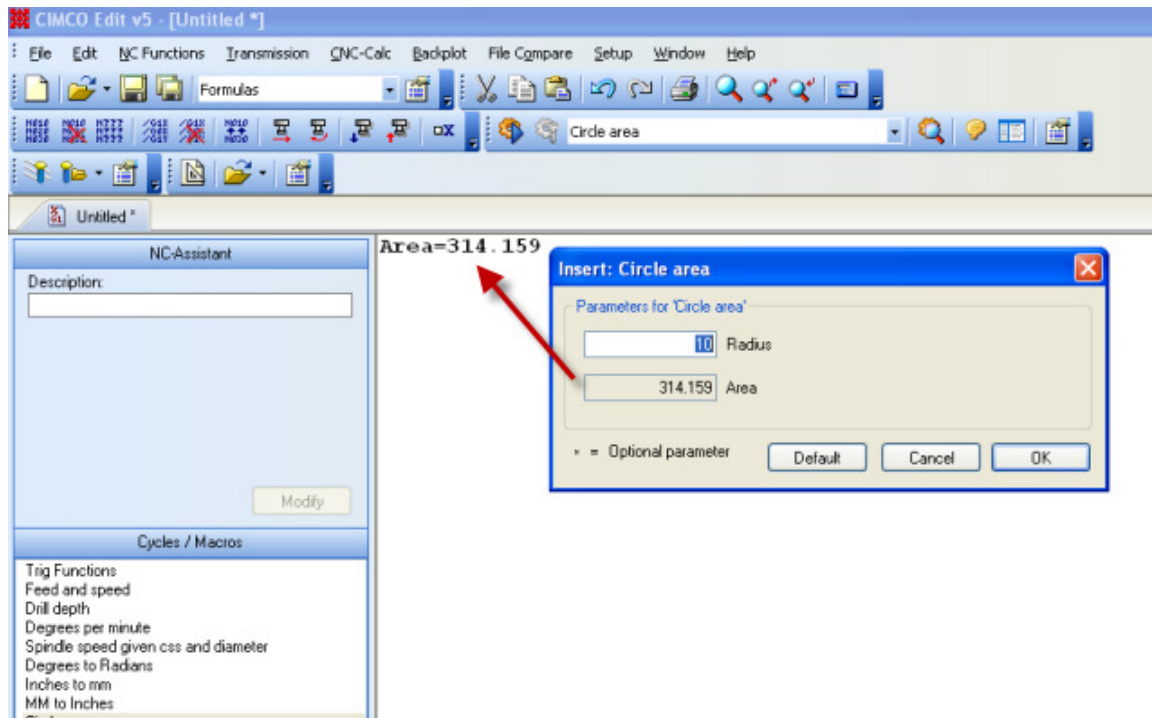 CIMCO Edit v5 - [Untitled *]
File Edit NC Functions Transmission CNC-Calc Backplot File Compare Setup Window Help
Formulas
Circle area
Untitled *
NC-Assistant
Description:
Modify
Cycles / Macros
Trig Functions
Feed and speed
Drill depth
Degrees per minute
Spindle speed given css and diameter
Degrees to Radians
Inches to mm
MM to Inches
Area=314.159
Insert: Circle area
Parameters for 'Circle area'
10 Radius
314.159 Area
* = Optional parameter
Default Cancel OK